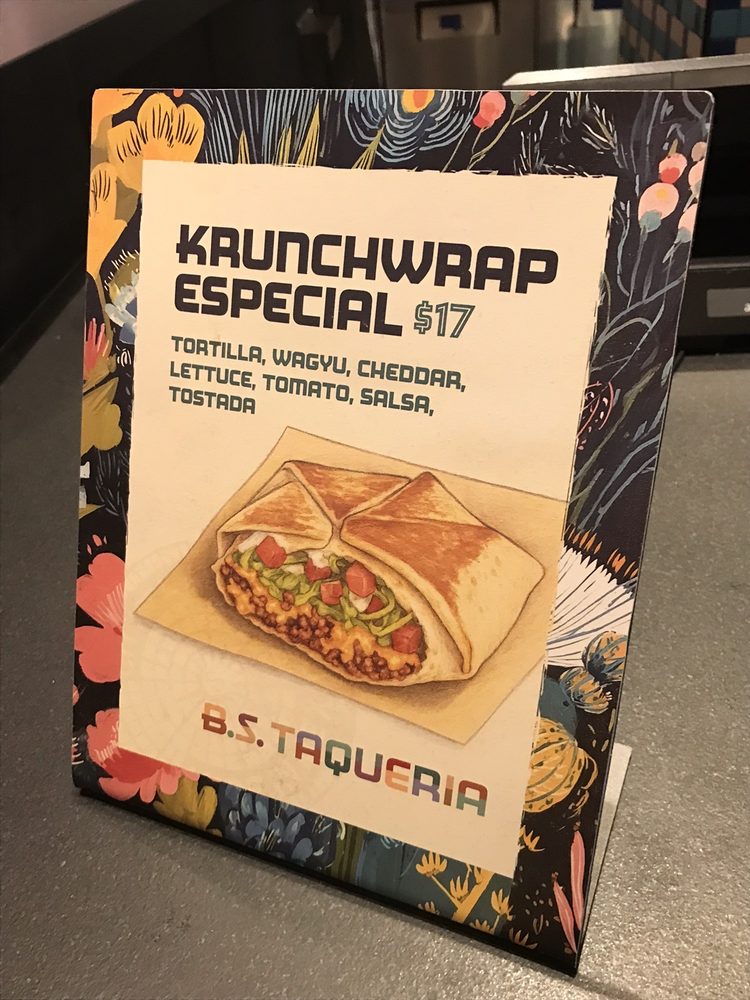 KRUNCHWRAP
ESPECIAL $17
TORTILLA, WAGYU, CHEDDAR,
LETTUCE, TOMATO, SALSA,
TOSTADA
B.S. TAQUERIA